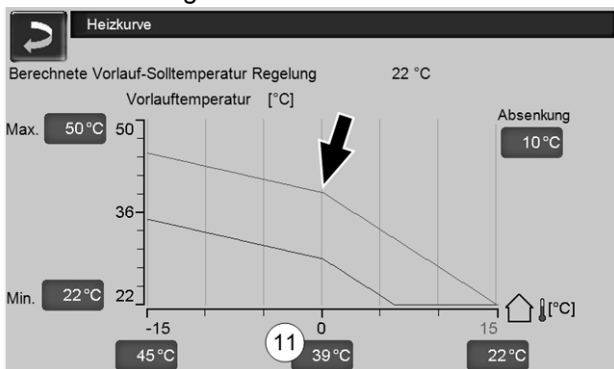 Heizkurve
Berechnete Vorlauf-Solltemperatur Regelung 22 °C
Vorlauftemperatur [°C]
Absenkung
Max. 50 °C 50
10 °C
36
Min. 22 °C 22
[°C]
-15 0 15
11
45 °C 39 °C 22 °C